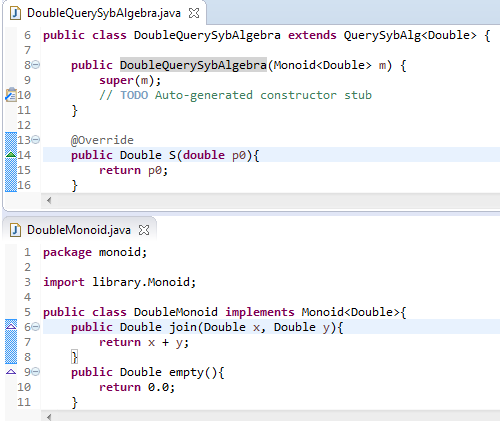 DoubleQuerySybAlgebra.java
6 public class DoubleQuerySybAlgebra extends QuerySybAlg<Double> {
7
8 public DoubleQuerySybAlgebra(Monoid<Double> m) {
9 super(m);
10 // TODO Auto-generated constructor stub
11 }
12
13 @Override
14 public Double S(double p0){
15 return p0;
16 }
DoubleMonoid.java
1 package monoid;
2
3 import library.Monoid;
4
5 public class DoubleMonoid implements Monoid<Double>{
6 public Double join(Double x, Double y){
7 return x + y;
8 }
9 public Double empty(){
10 return 0.0;
11 }